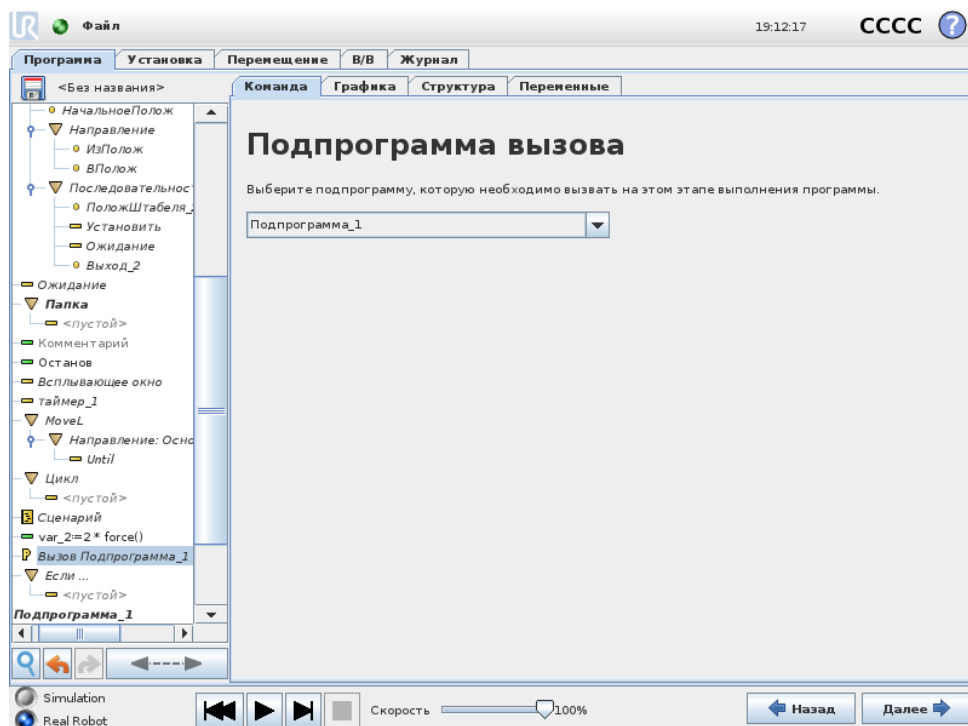 UR Файл 19:12:17 CCCC ?
Программа Установка Перемещение В/В Журнал
<Без названия>
Команда Графика Структура Переменные
НачальноеПолож
Направление
ИзПолож
ВПолож
Последовательнос
ПоложШтабеля_2
Установить
Ожидание
Выход_2
Ожидание
Папка
<пустой>
Комментарий
Останов
Всплывающее окно
таймер_1
MoveL
Направление: Осно
Until
Цикл
<пустой>
Сценарий
var_2:=2 * force()
Вызов Подпрограмма_1
Если ...
<пустой>
Подпрограмма_1
Подпрограмма вызова
Выберите подпрограмму, которую необходимо вызвать на этом этапе выполнения программы.
Подпрограмма_1
Simulation
Real Robot
Скорость 100%
Назад Далее